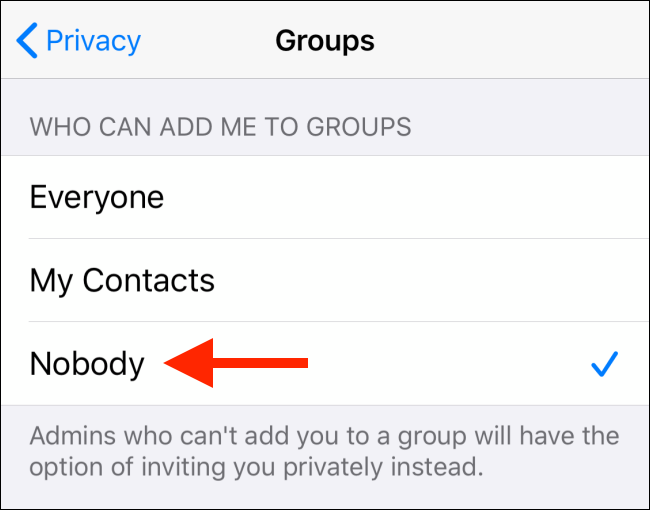 Privacy Groups
WHO CAN ADD ME TO GROUPS
Everyone
My Contacts
Nobody
Admins who can't add you to a group will have the
option of inviting you privately instead.